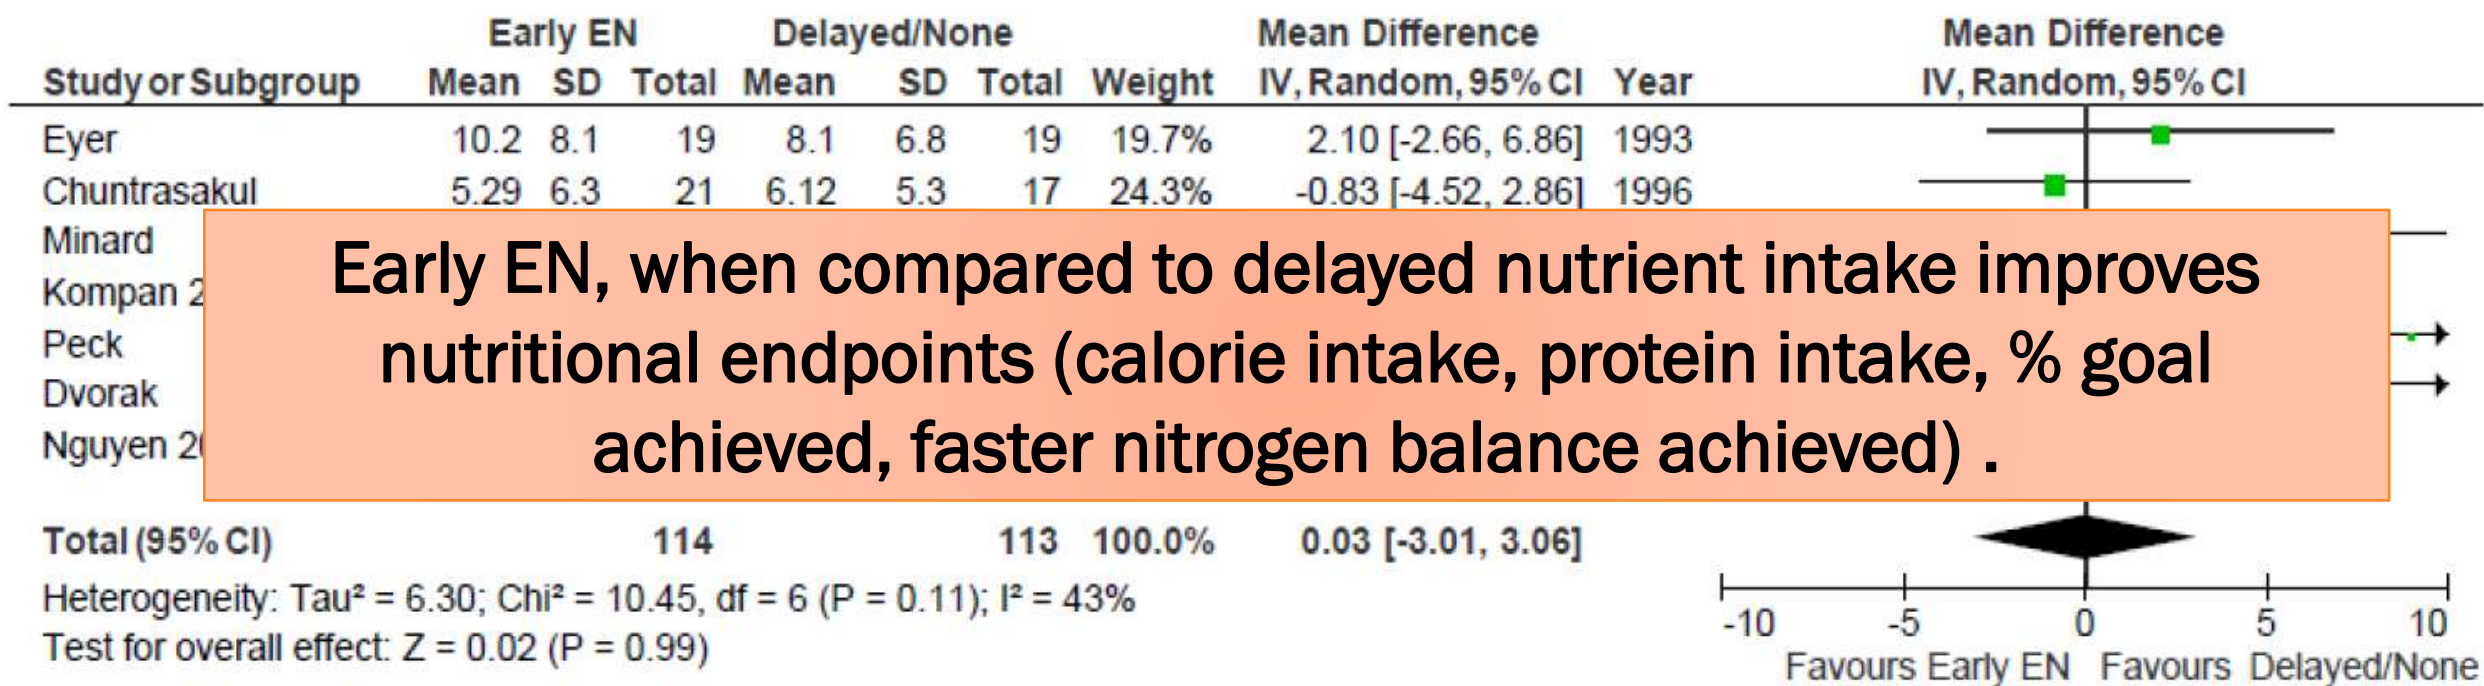 Early EN Delayed/None Mean Difference Mean Difference
Study or Subgroup Mean SD Total Mean SD Total Weight IV, Random, 95% CI Year IV, Random, 95% CI
Eyer 10.2 8.1 19 8.1 6.8 19 19.7% 2.10 [-2.66, 6.86] 1993
Chuntrasakul 5.29 6.3 21 6.12 5.3 17 24.3% -0.83 [-4.52, 2.86] 1996
Minard
Kompan 2
Peck
Dvorak
Nguyen 20
Early EN, when compared to delayed nutrient intake improves
nutritional endpoints (calorie intake, protein intake, % goal
achieved, faster nitrogen balance achieved) .
Total (95% CI) 114 113 100.0% 0.03 [-3.01, 3.06]
Heterogeneity: Tau² = 6.30; Chi² = 10.45, df = 6 (P = 0.11); I² = 43%
Test for overall effect: Z = 0.02 (P = 0.99)
-10 -5 0 5 10
Favours Early EN Favours Delayed/None